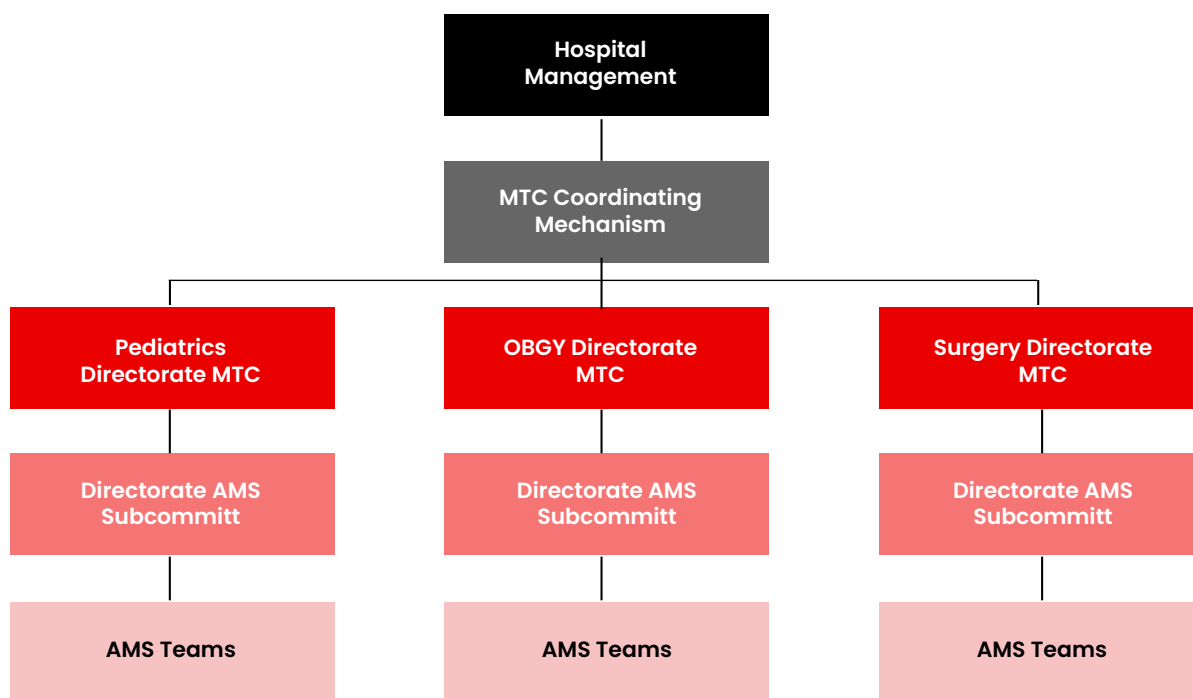 Hospital
Management
MTC Coordinating
Mechanism
Pediatrics
Directorate MTC
OBGY Directorate
MTC
Surgery Directorate
MTC
Directorate AMS
Subcommitt
Directorate AMS
Subcommitt
Directorate AMS
Subcommitt
AMS Teams
AMS Teams
AMS Teams